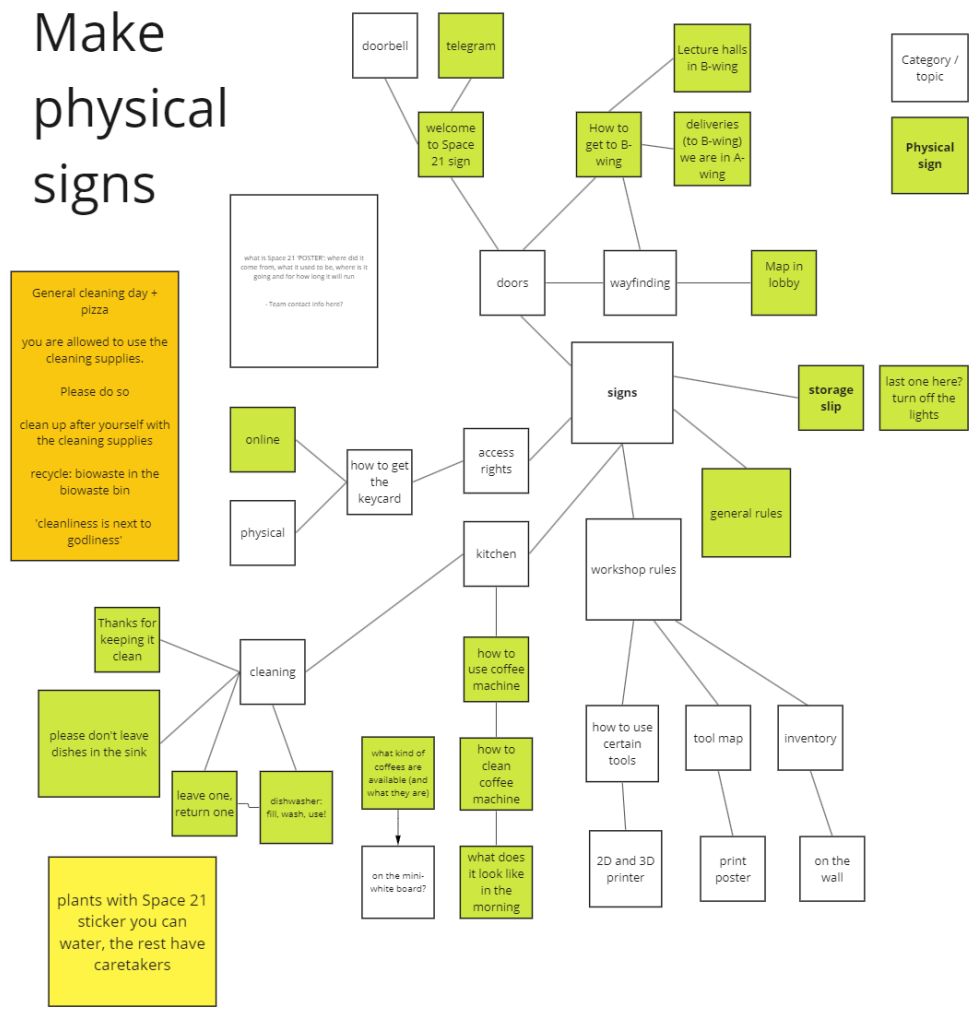 Make
physical
signs
doorbell
telegram
welcome
to Space
21 sign
How to
get to B-
wing
Lecture halls
in B-wing
deliveries
(to B-wing)
we are in A-
wing
Category /
topic
Physical
sign
what is Space 21 'POSTER': where did it
come from, what it used to be, where is it
going and for how long it will run
- Team contact info here?
doors
wayfinding
Map in
lobby
General cleaning day +
pizza
you are allowed to use the
cleaning supplies.
Please do so
clean up after yourself with
the cleaning supplies
recycle: biowaste in the
biowaste bin
'cleanliness is next to
godliness'
signs
storage
slip
last one here?
turn off the
lights
online
physical
how to get
the
keycard
access
rights
general rules
kitchen
workshop rules
Thanks for
keeping it
clean
cleaning
please don't leave
dishes in the sink
leave one,
return one
dishwasher:
fill, wash, use!
how to
use coffee
machine
what kind of
coffees are
available (and
what they are)
how to
clean
coffee
machine
on the mini-
white board?
what does
it look like
in the
morning
how to use
certain
tools
tool map
inventory
2D and 3D
printer
print
poster
on the
wall
plants with Space 21
sticker you can
water, the rest have
caretakers